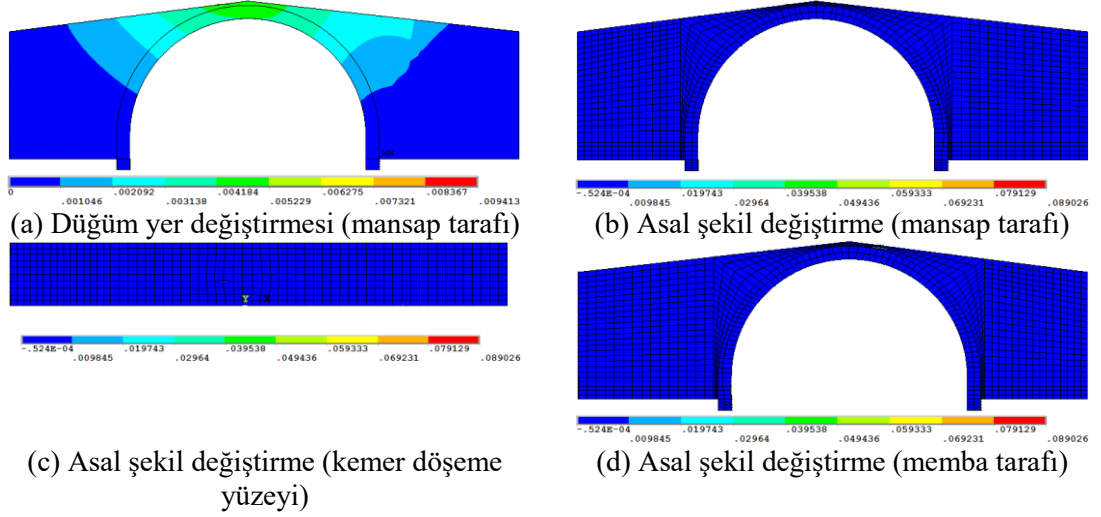 0 .002092 .004184 .006275 .008367
.001046 .003138 .005229 .007321 .009413
(a) Düğüm yer değiştirmesi (mansap tarafı)
-.524E-04 .019743 .039538 .059333 .079129
.009845 .02964 .049436 .069231 .089026
(b) Asal şekil değiştirme (mansap tarafı)
Y X
-.524E-04 .019743 .039538 .059333 .079129
.009845 .02964 .049436 .069231 .089026
(c) Asal şekil değiştirme (kemer döşeme
yüzeyi)
-.524E-04 .019743 .039538 .059333 .079129
.009845 .02964 .049436 .069231 .089026
(d) Asal şekil değiştirme (memba tarafı)